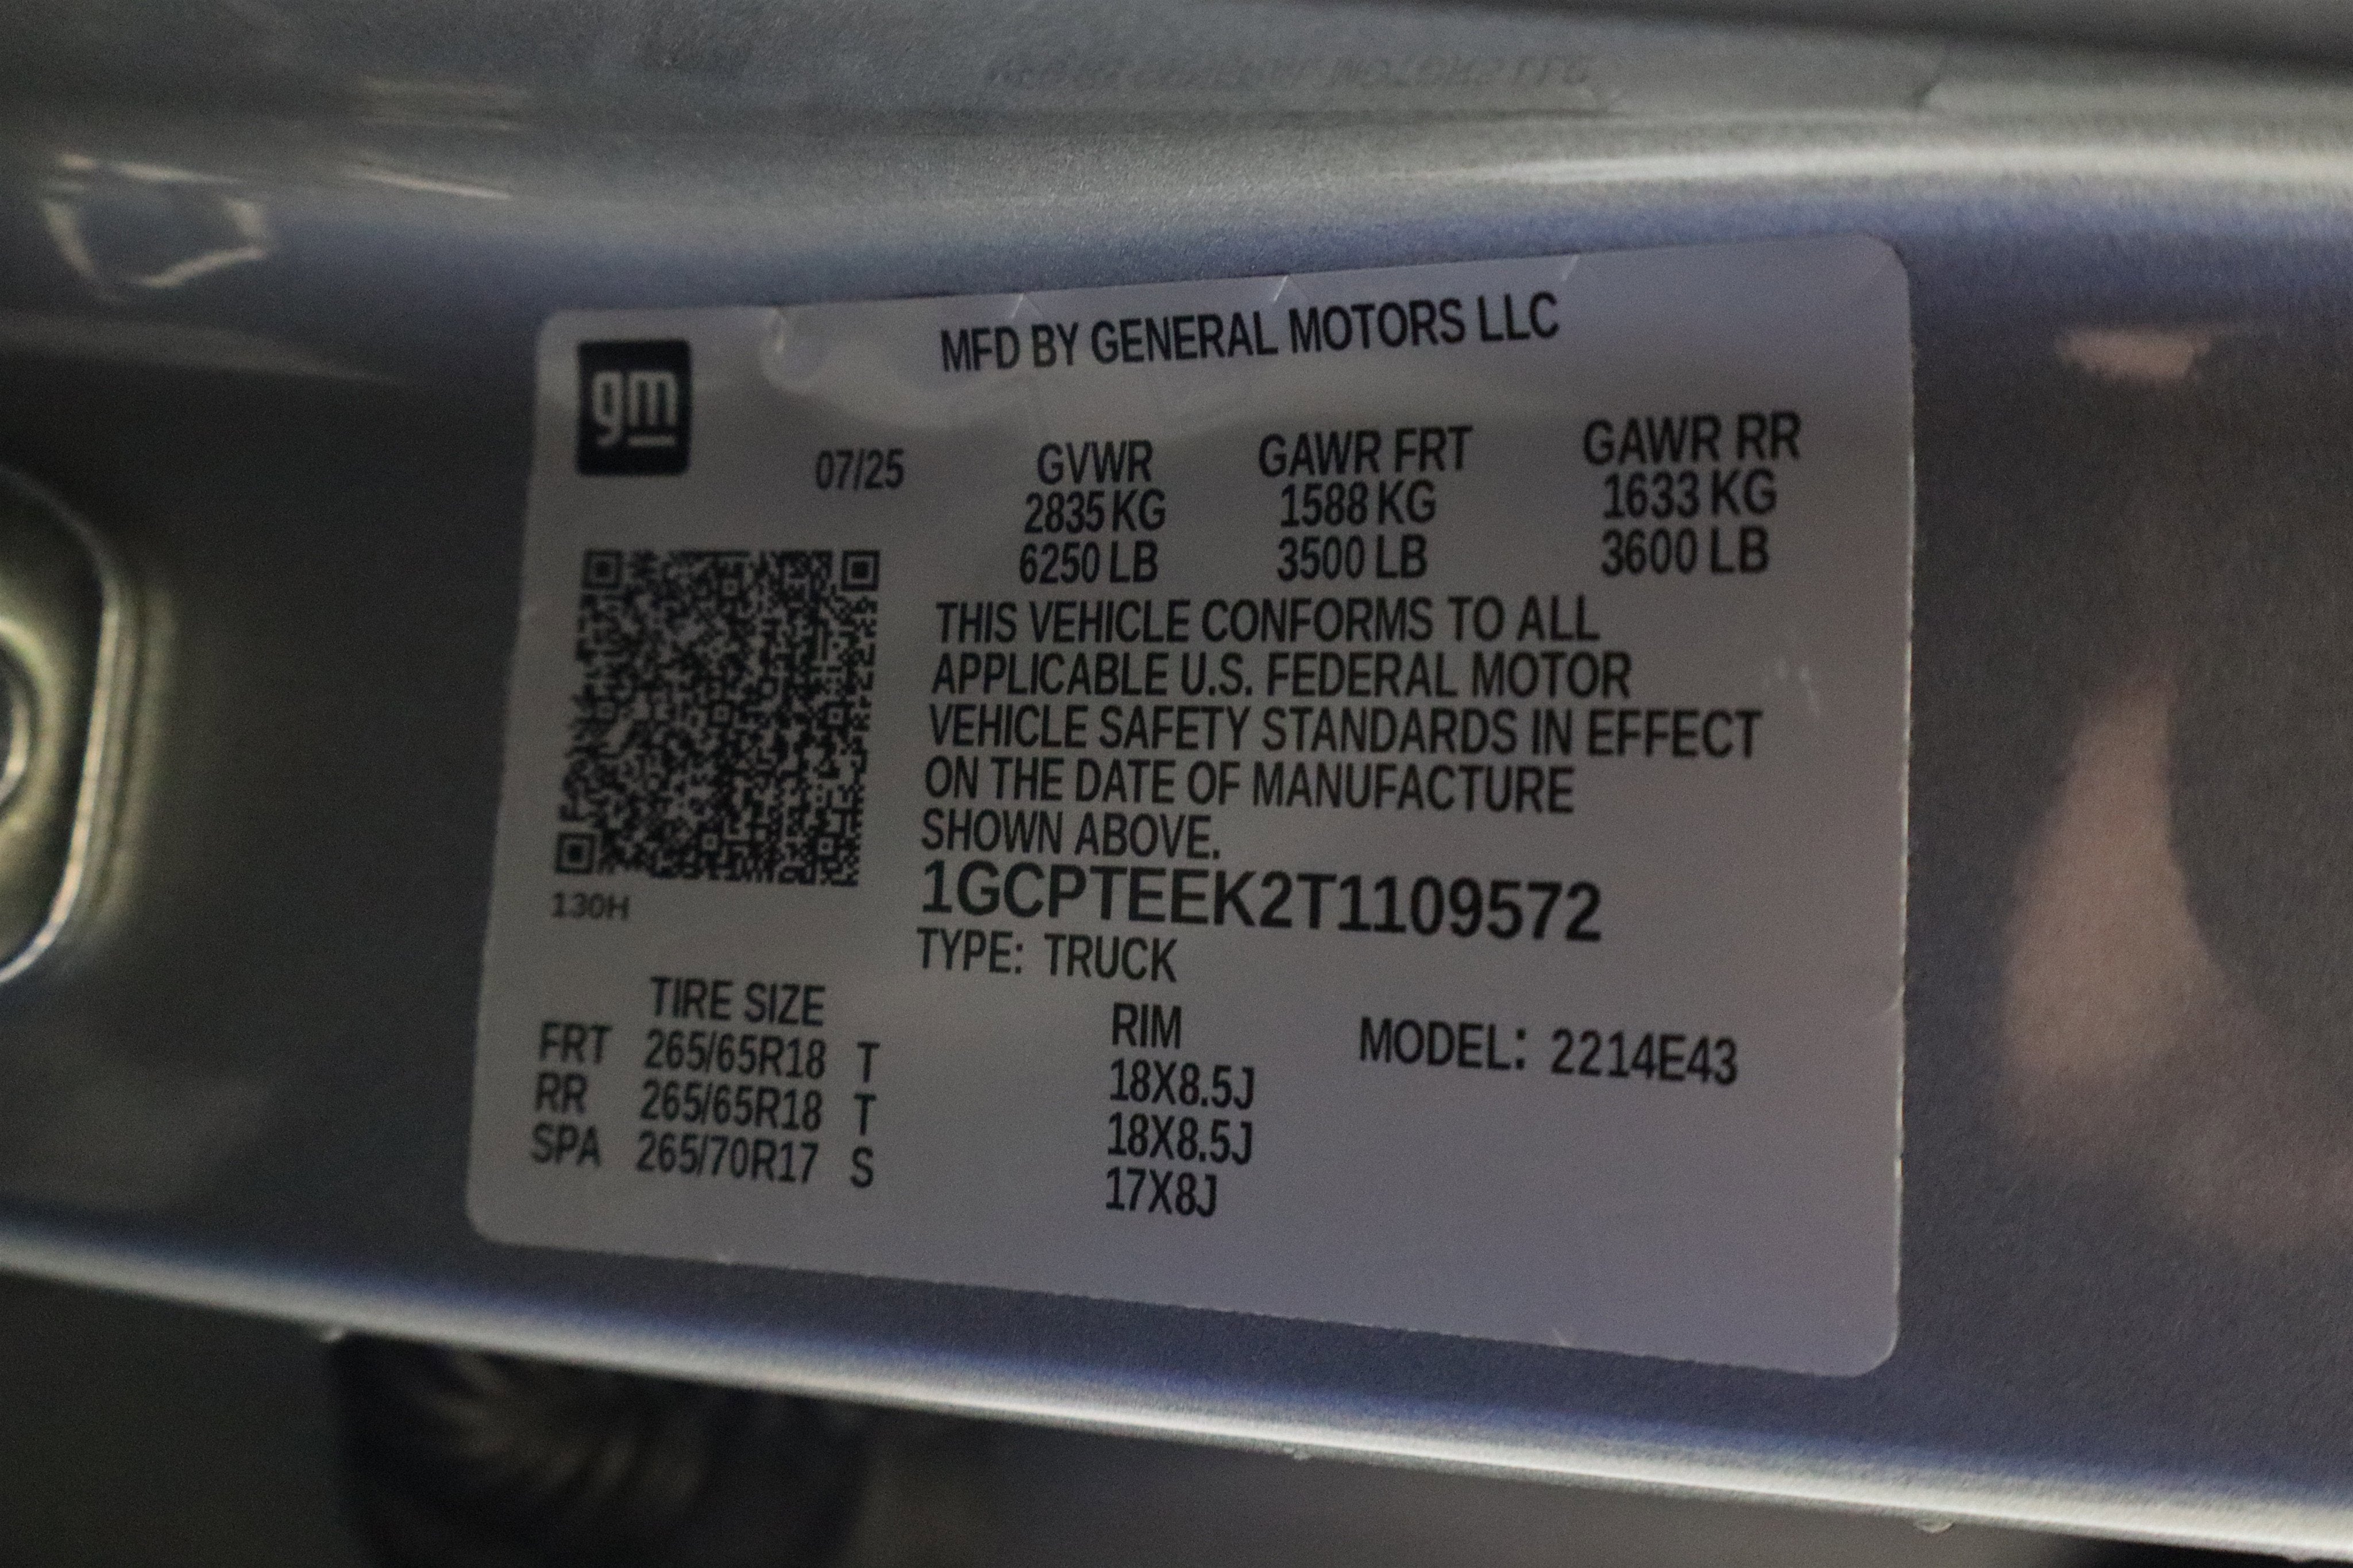 MFD BY GENERAL MOTORS LLC
gm
07/25 GVWR GAWR FRT GAWR RR
2835 KG 1588 KG 1633 KG
6250 LB 3500 LB 3600 LB
THIS VEHICLE CONFORMS TO ALL
APPLICABLE U.S. FEDERAL MOTOR
VEHICLE SAFETY STANDARDS IN EFFECT
ON THE DATE OF MANUFACTURE
SHOWN ABOVE.
130H
1GCPTEEK2T1109572
TYPE: TRUCK
TIRE SIZE RIM MODEL: 2214E43
FRT 265/65R18 T 18X8.5J
RR 265/65R18 T 18X8.5J
SPA 265/70R17 S 17X8J